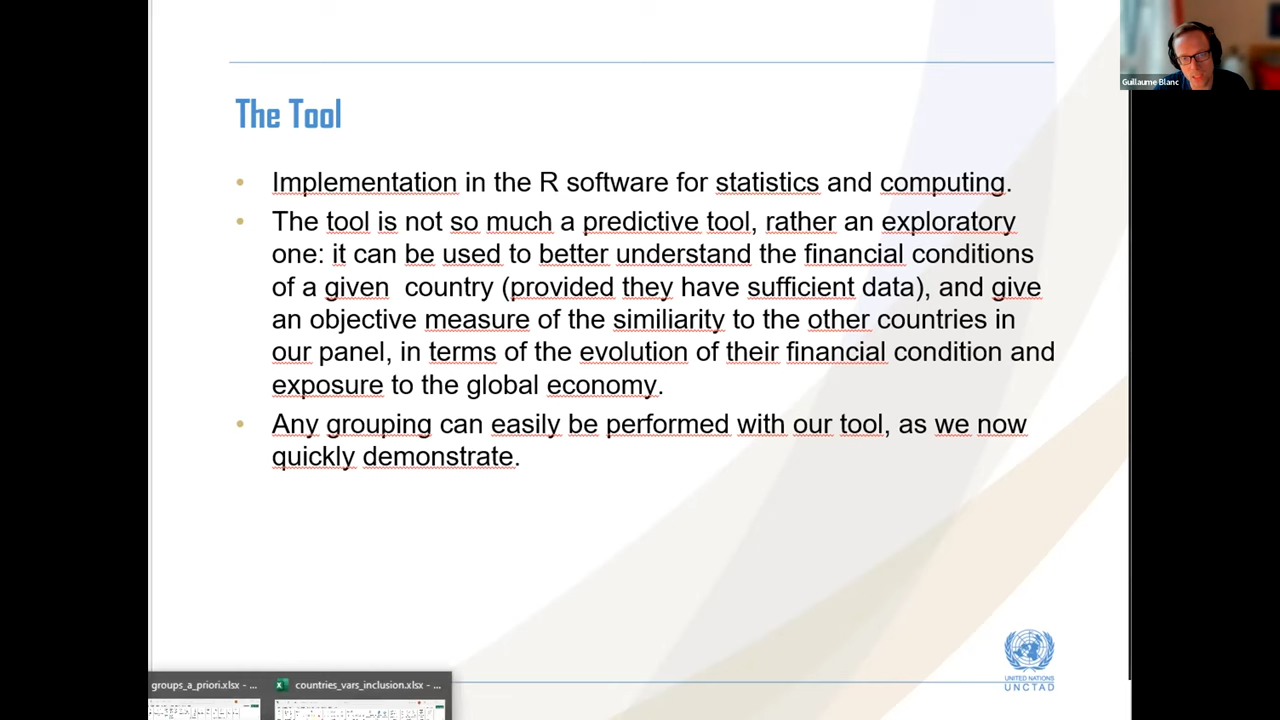 Guillaume Blanc
The Tool
• Implementation in the R software for statistics and computing.
• The tool is not so much a predictive tool, rather an exploratory
one: it can be used to better understand the financial conditions
of a given  country (provided they have sufficient data), and give
an objective measure of the similiarity to the other countries in
our panel, in terms of the evolution of their financial condition and
exposure to the global economy.
• Any grouping can easily be performed with our tool, as we now
quickly demonstrate.
UNITED NATIONS
UNCTAD
groups_a_priori.xlsx - ...
countries_vars_inclusion.xlsx - ...